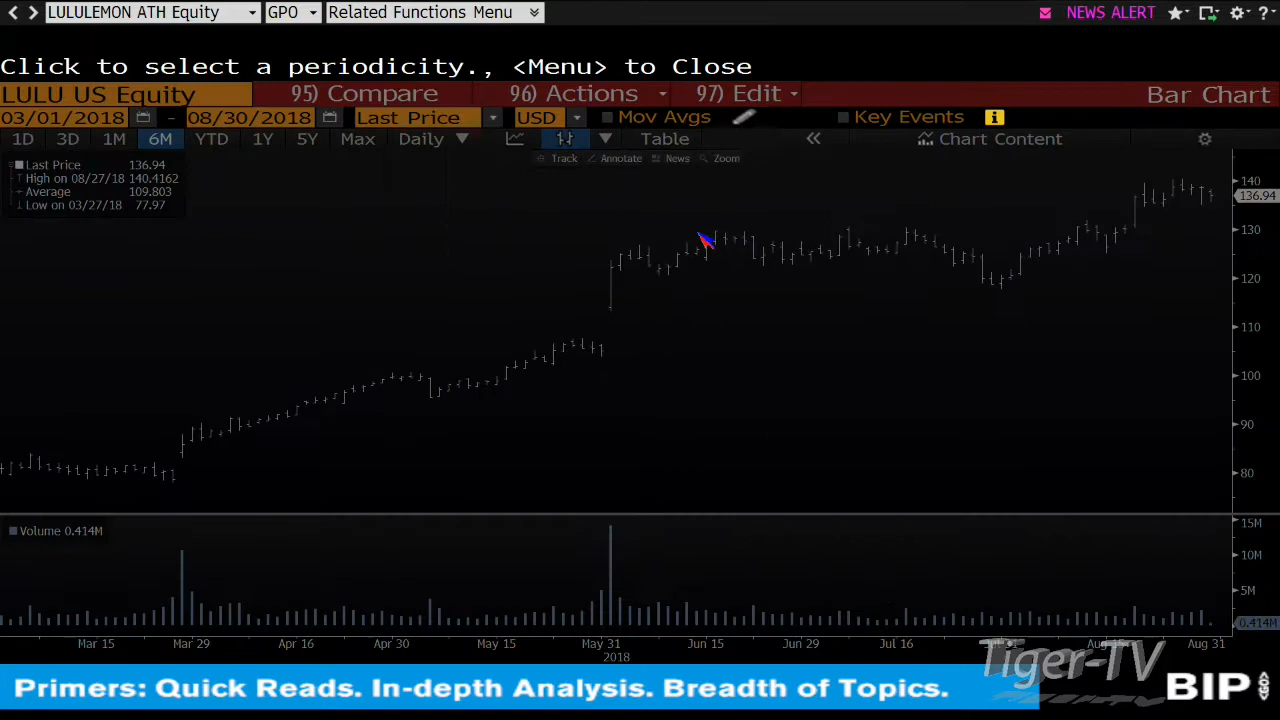 LULULEMON ATH Equity GPO Related Functions Menu NEWS ALERT ?
Click to select a periodicity., <Menu> to Close
LULU US Equity 95) Compare 96) Actions 97) Edit Bar Chart
03/01/2018 - 08/30/2018 Last Price USD Mov Avgs Key Events i
1D 3D 1M 6M YTD 1Y 5Y Max Daily Table « Chart Content
Track Annotate News Zoom
Last Price 136.94
High on 08/27/18 140.4162
Average 109.803
Low on 03/27/18 77.97
140
136.94
130
120
110
100
90
80
Volume 0.414M
15M
10M
5M
0.414M
Mar 15 Mar 29 Apr 16 Apr 30 May 15 May 31 Jun 15 Jun 29 Jul 16 Aug 31
2018
Tiger-TV
Primers: Quick Reads. In-depth Analysis. Breadth of Topics.
BIP